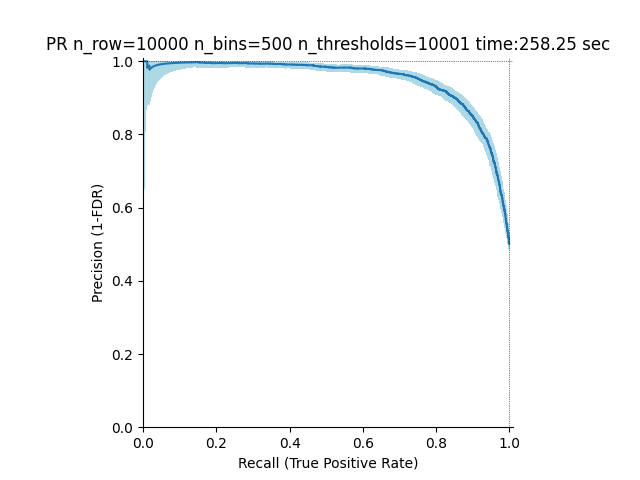 PR n_row=10000 n_bins=500 n_thresholds=10001 time:258.25 sec
1.0
0.8
0.6
0.4
0.2
0.0
Precision (1-FDR)
0.0 0.2 0.4 0.6 0.8 1.0
Recall (True Positive Rate)